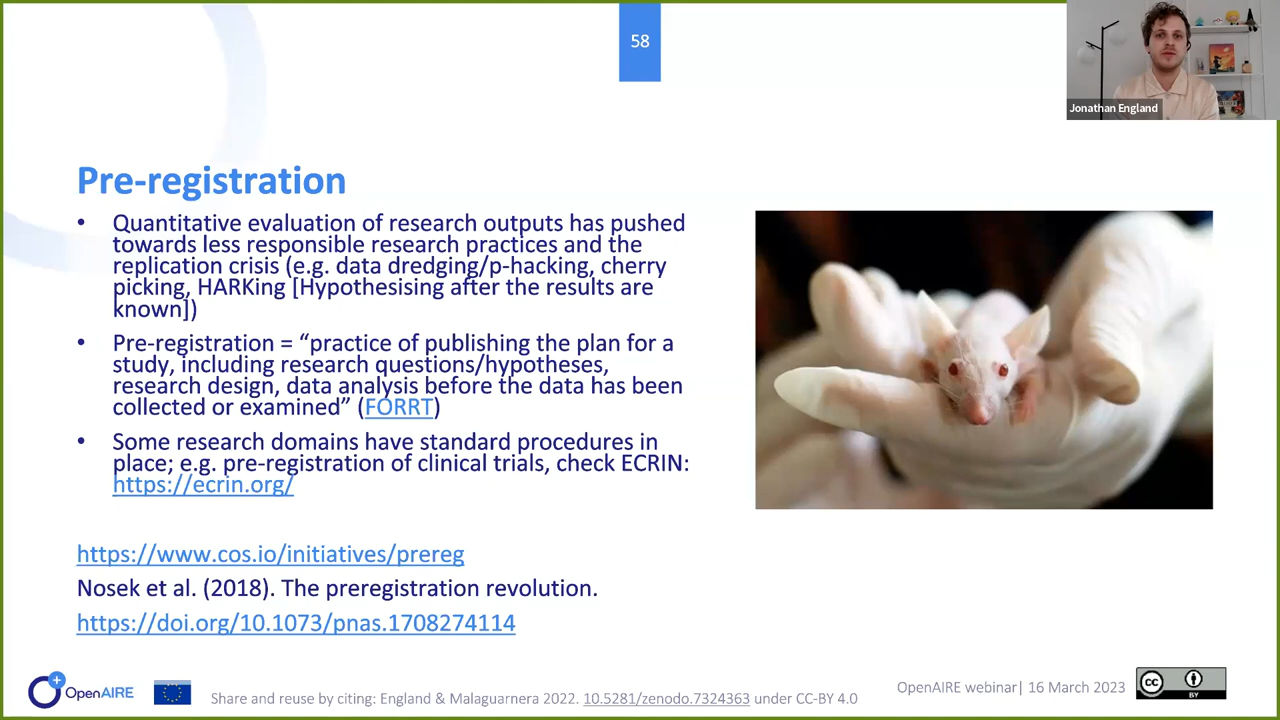 58
Jonathan England
Pre-registration
• Quantitative evaluation of research outputs has pushed
towards less responsible research practices and the
replication crisis (e.g. data dredging/p-hacking, cherry
picking, HARKing [Hypothesising after the results are
known])
• Pre-registration = “practice of publishing the plan for a
study, including research questions/hypotheses,
research design, data analysis before the data has been
collected or examined” (FORRT)
• Some research domains have standard procedures in
place; e.g. pre-registration of clinical trials, check ECRIN:
https://ecrin.org/
https://www.cos.io/initiatives/prereg
Nosek et al. (2018). The preregistration revolution.
https://doi.org/10.1073/pnas.1708274114
OpenAIRE
Share and reuse by citing: England & Malaguarnera 2022. 10.5281/zenodo.7324363 under CC-BY 4.0
OpenAIRE webinar| 16 March 2023
cc
BY